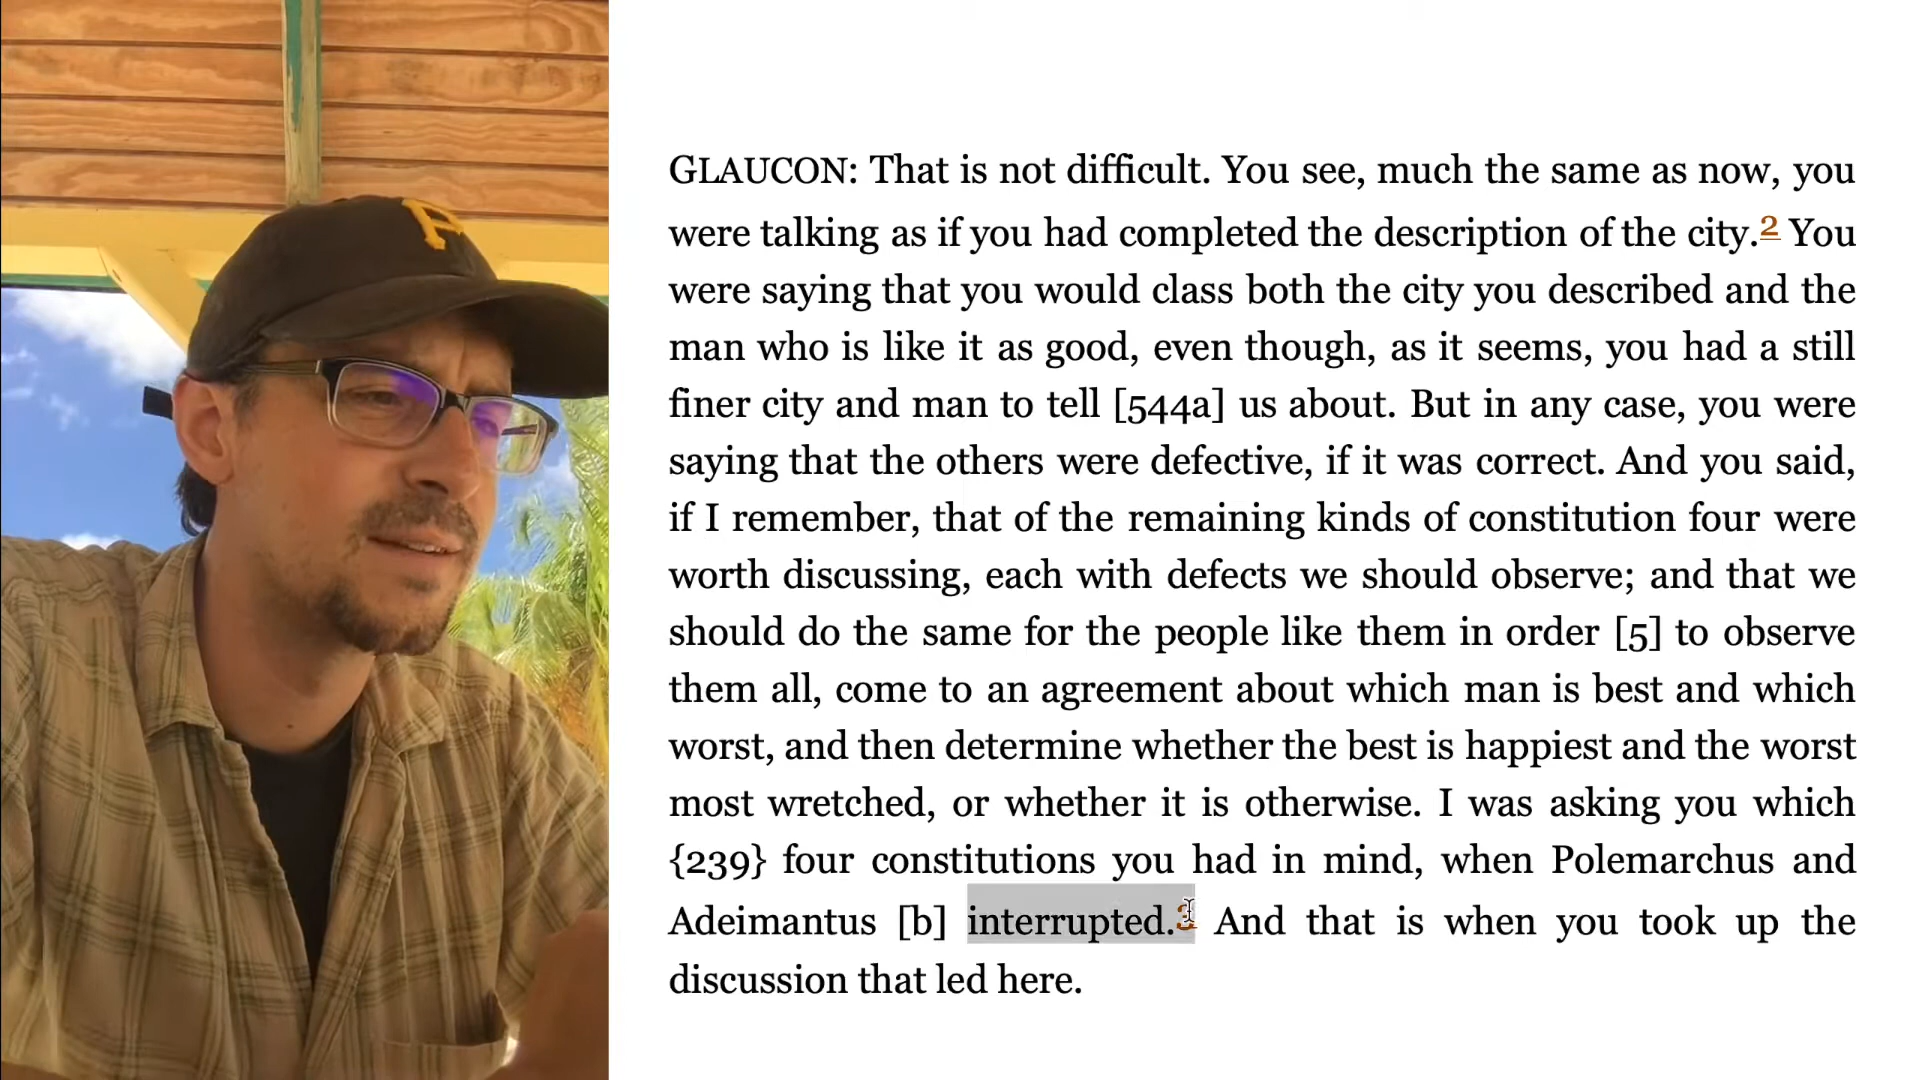 P
GLAUCON: That is not difficult. You see, much the same as now, you
were talking as if you had completed the description of the city.2 You
were saying that you would class both the city you described and the
man who is like it as good, even though, as it seems, you had a still
finer city and man to tell [544a] us about. But in any case, you were
saying that the others were defective, if it was correct. And you said,
if I remember, that of the remaining kinds of constitution four were
worth discussing, each with defects we should observe; and that we
should do the same for the people like them in order [5] to observe
them all, come to an agreement about which man is best and which
worst, and then determine whether the best is happiest and the worst
most wretched, or whether it is otherwise. I was asking you which
{239} four constitutions you had in mind, when Polemarchus and
Adeimantus [b] interrupted.3 And that is when you took up the
discussion that led here.